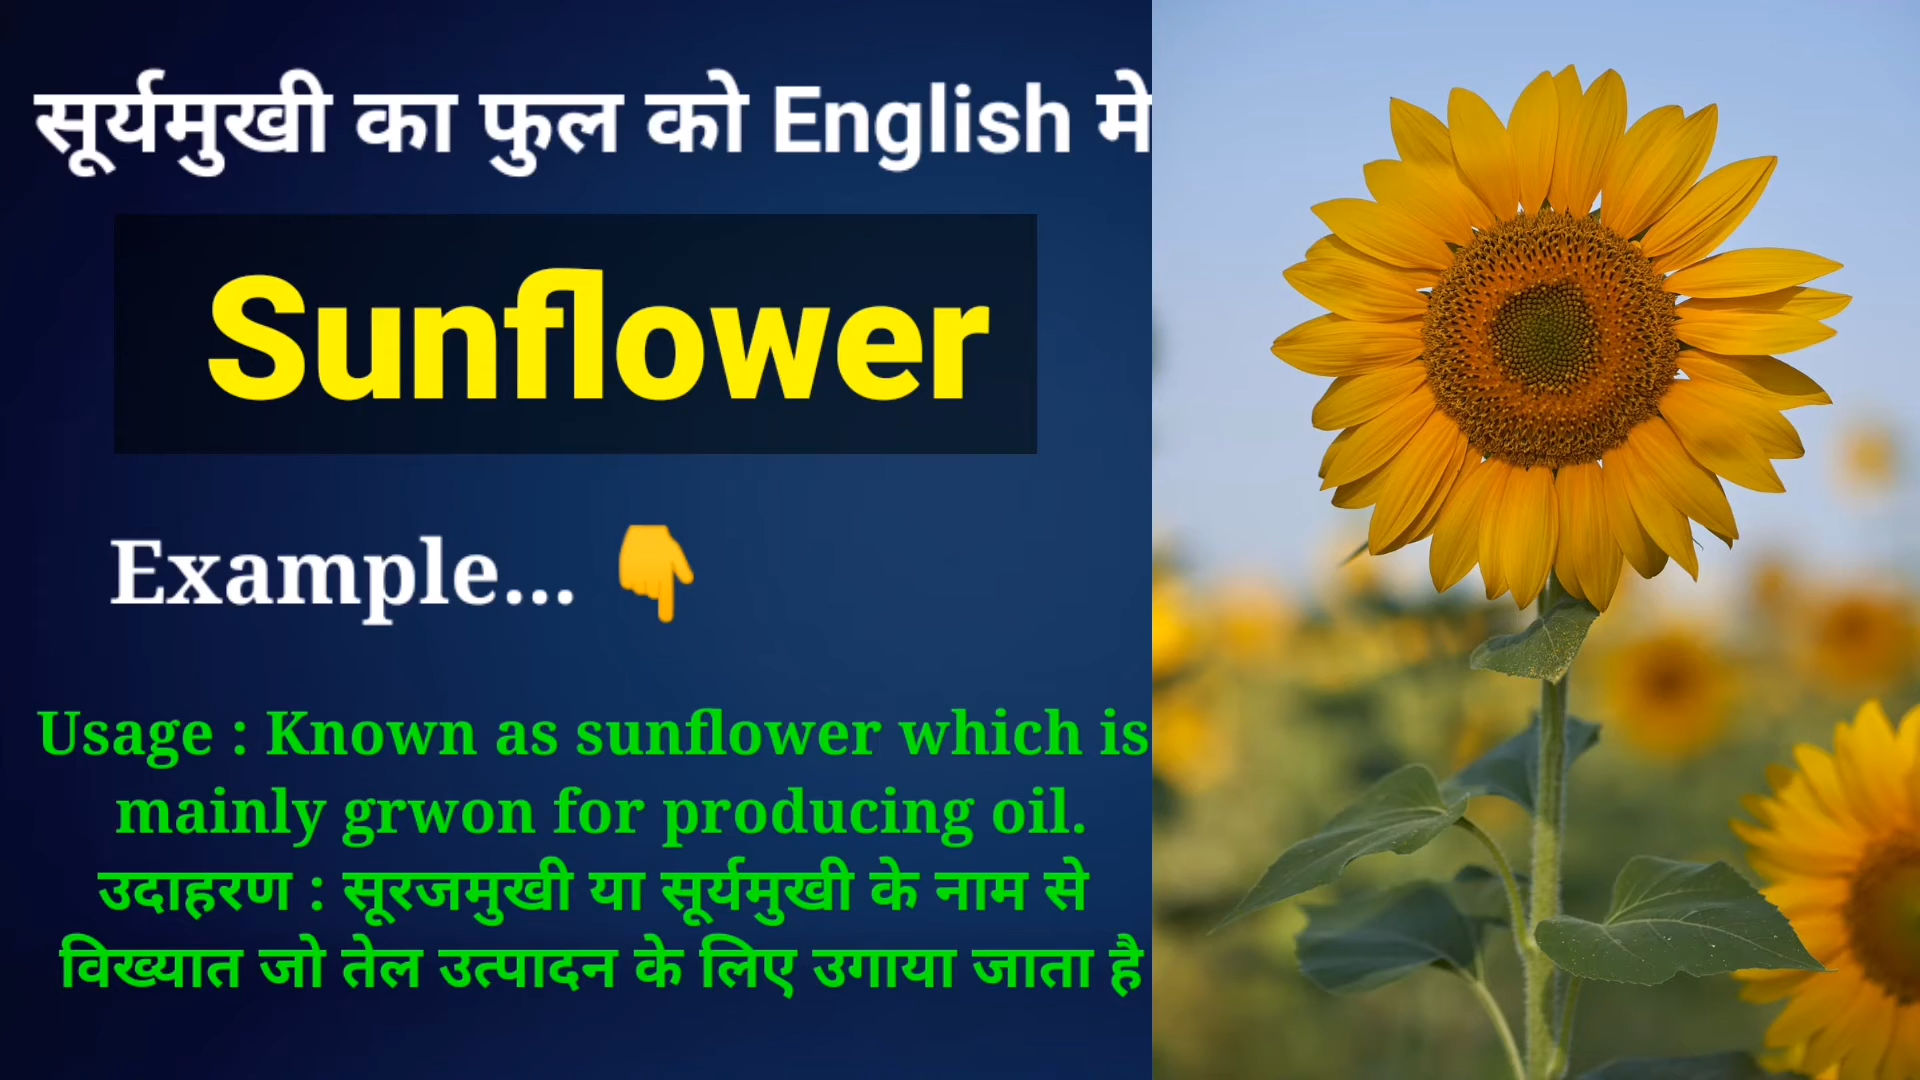 सूर्यमुखी का फुल को English मे
Sunflower
Example... 👇
Usage : Known as sunflower which is
mainly grwon for producing oil.
उदाहरण : सूरजमुखी या सूर्यमुखी के नाम से
विख्यात जो तेल उत्पादन के लिए उगाया जाता है